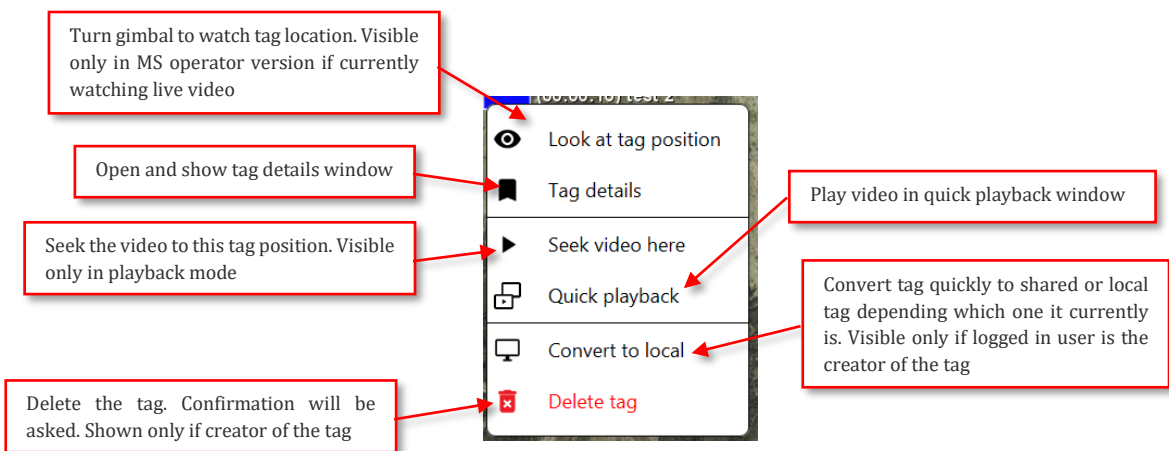 Turn gimbal to watch tag location. Visible
only in MS operator version if currently
watching live video
(00:00:10) test 2
Look at tag position
Open and show tag details window
Tag details
Play video in quick playback window
Seek the video to this tag position. Visible
only in playback mode
Seek video here
Quick playback
Convert tag quickly to shared or local
tag depending which one it currently
is. Visible only if logged in user is the
creator of the tag
Convert to local
Delete the tag. Confirmation will be
asked. Shown only if creator of the tag
Delete tag